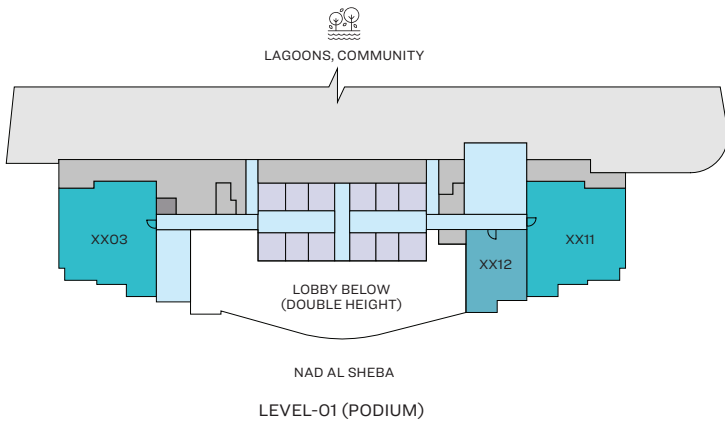 LAGOONS, COMMUNITY
XX03
XX11
XX12
LOBBY BELOW
(DOUBLE HEIGHT)
NAD AL SHEBA
LEVEL-01 (PODIUM)